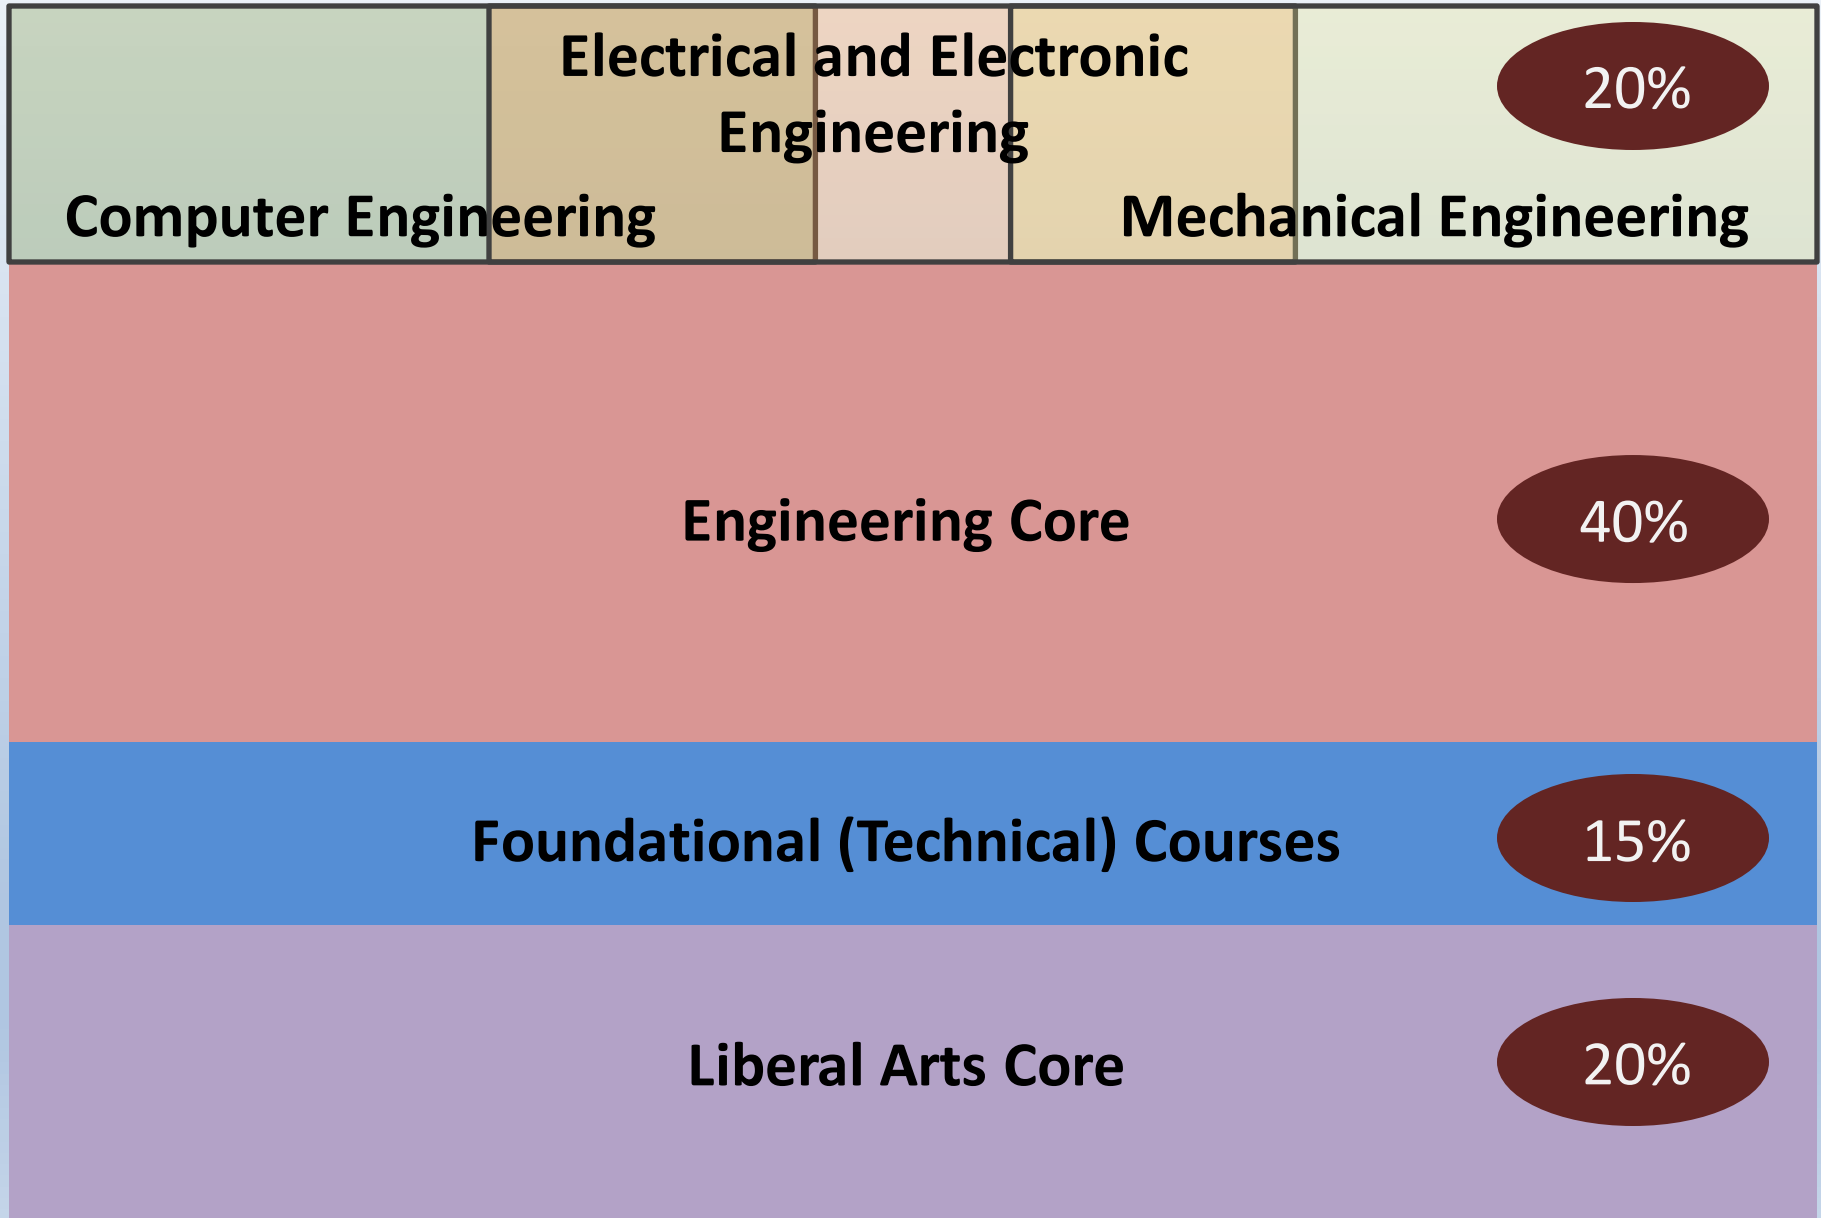 Electrical and Electronic
Engineering
20%
Computer Engineering
Mechanical Engineering
Engineering Core
40%
Foundational (Technical) Courses
15%
Liberal Arts Core
20%